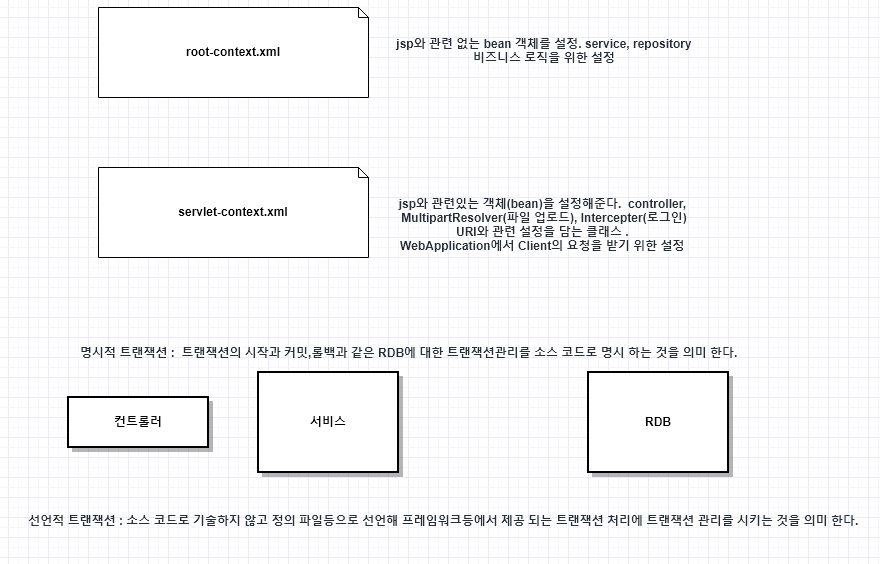 root-context.xml
jsp와 관련 없는 bean 객체를 설정. service, repository
비즈니스 로직을 위한 설정
servlet-context.xml
jsp와 관련있는 객체(bean)을 설정해준다. controller,
MultipartResolver(파일 업로드), Intercepter(로그인)
URI와 관련 설정을 담는 클래스 .
WebApplication에서 Client의 요청을 받기 위한 설정
명시적 트랜잭션 : 트랜잭션의 시작과 커밋,롤백과 같은 RDB에 대한 트랜잭션관리를 소스 코드로 명시 하는 것을 의미 한다.
컨트롤러
서비스
RDB
선언적 트랜잭션 : 소스 코드로 기술하지 않고 정의 파일등으로 선언해 프레임워크등에서 제공 되는 트랜잭션 처리에 트랜잭션 관리를 시키는 것을 의미 한다.